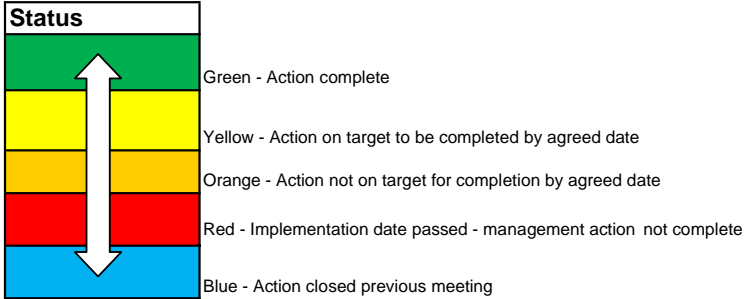 Status
Green - Action complete
Yellow - Action on target to be completed by agreed date
Orange - Action not on target for completion by agreed date
Red - Implementation date passed - management action  not complete
Blue - Action closed previous meeting